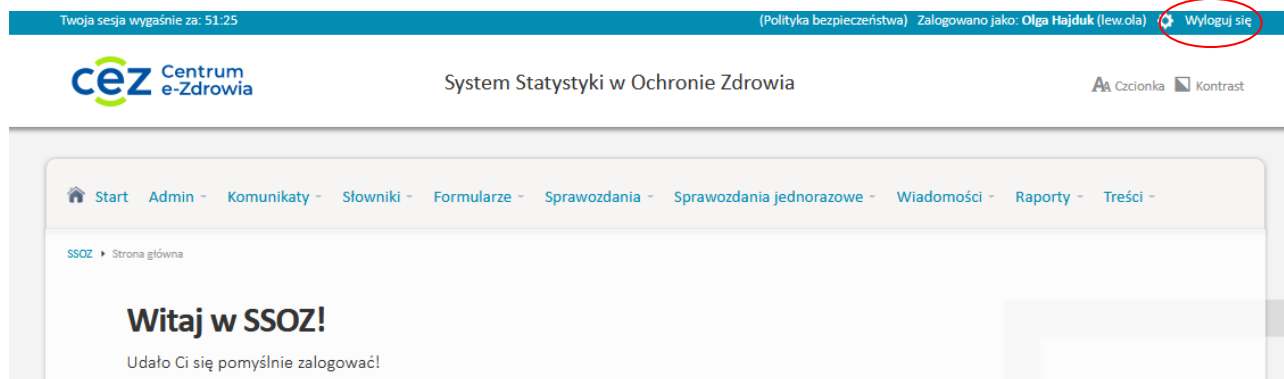 Twoja sesja wygaśnie za: 51:25 (Polityka bezpieczeństwa) Zalogowano jako: Olga Hajduk (lew.ola) Wyloguj się
cez Centrum e-Zdrowia
System Statystyki w Ochronie Zdrowia
AA Czcionka Kontrast
Start Admin Komunikaty Słowniki Formularze Sprawozdania Sprawozdania jednorazowe Wiadomości Raporty Treści
SSOZ Strona główna
Witaj w SSOZ!
Udało Ci się pomyślnie zalogować!